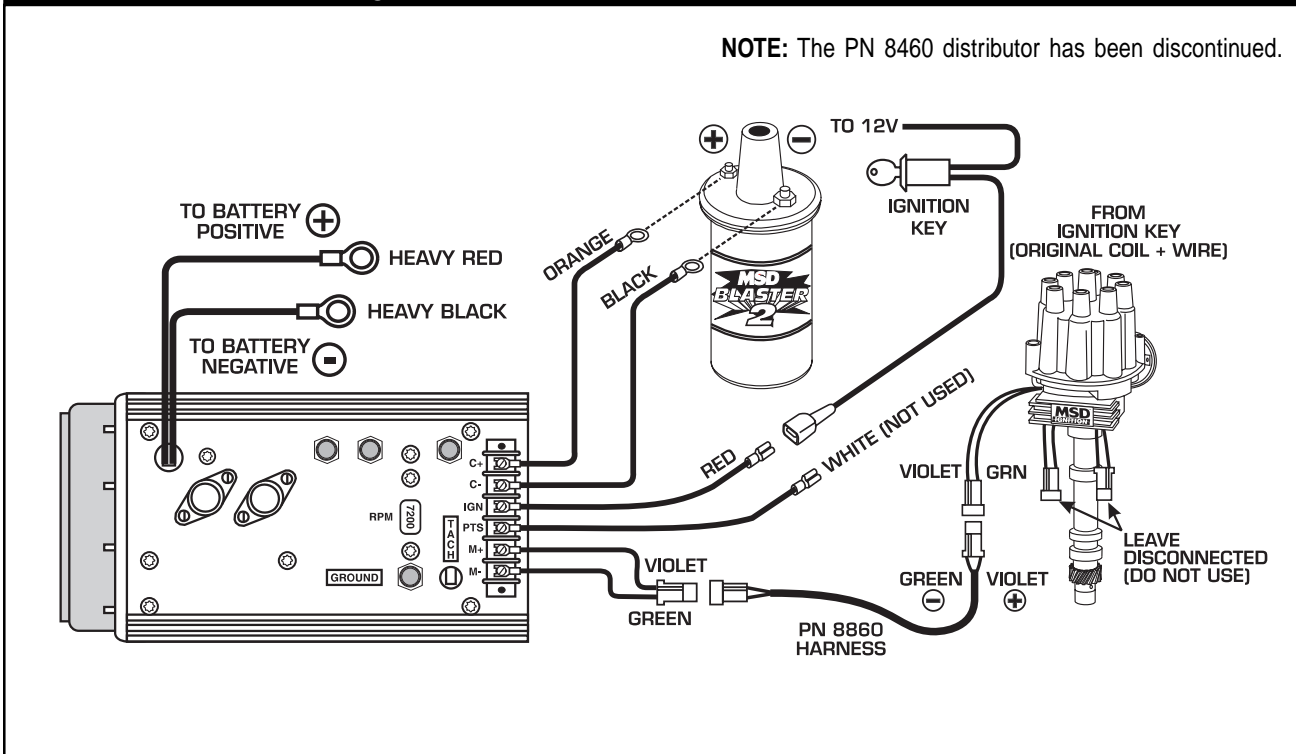 NOTE: The PN 8460 distributor has been discontinued.
TO 12V
IGNITION
KEY
FROM
IGNITION KEY
(ORIGINAL COIL + WIRE)
+
−
TO BATTERY
POSITIVE
+
HEAVY RED
HEAVY BLACK
TO BATTERY
NEGATIVE
-
ORANGE
BLACK
MSD
BLASTER
2
RED
WHITE (NOT USED)
MSD
IGNITION
VIOLET
GRN
LEAVE
DISCONNECTED
(DO NOT USE)
C+
C-
IGN
PTS
M+
M-
RPM
7200
TACH
GROUND
VIOLET
GREEN
PN 8860
HARNESS
GREEN
−
VIOLET
+